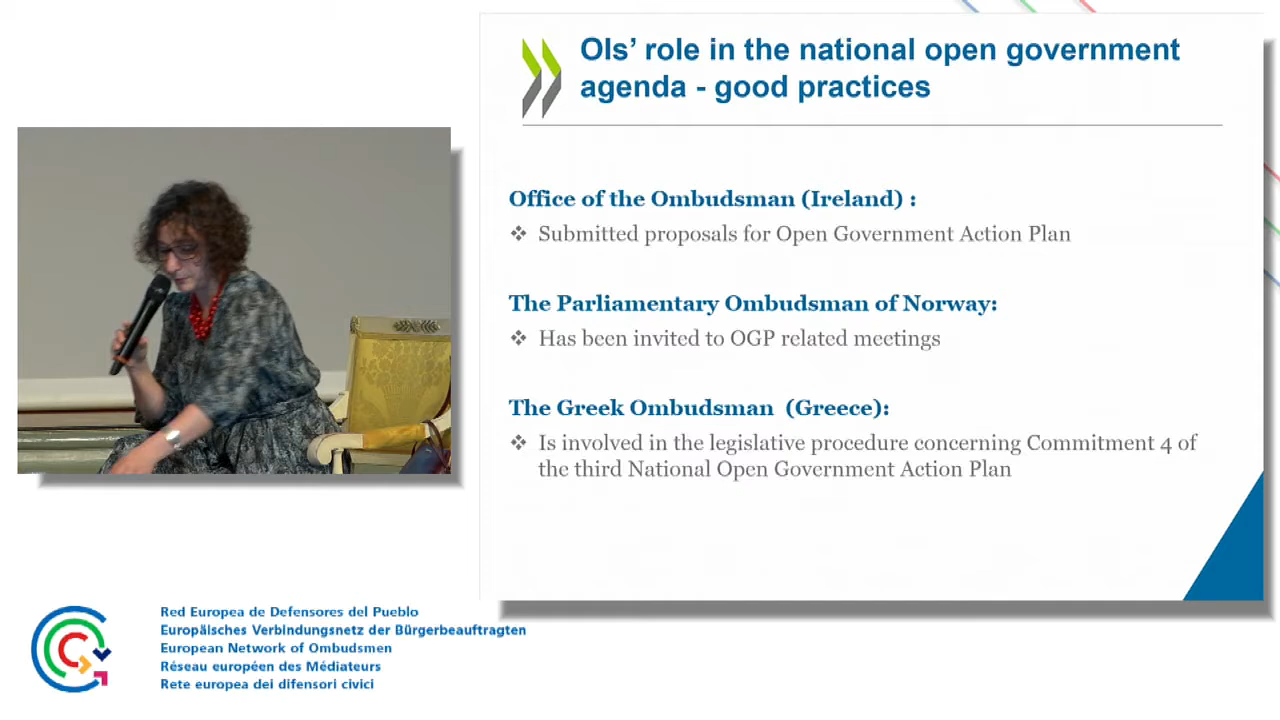 OIs’ role in the national open government
agenda - good practices
Office of the Ombudsman (Ireland) :
❖ Submitted proposals for Open Government Action Plan
The Parliamentary Ombudsman of Norway:
❖ Has been invited to OGP related meetings
The Greek Ombudsman (Greece):
❖ Is involved in the legislative procedure concerning Commitment 4 of
the third National Open Government Action Plan
Red Europea de Defensores del Pueblo
Europäisches Verbindungsnetz der Bürgerbeauftragten
European Network of Ombudsmen
Réseau européen des Médiateurs
Rete europea dei difensori civici